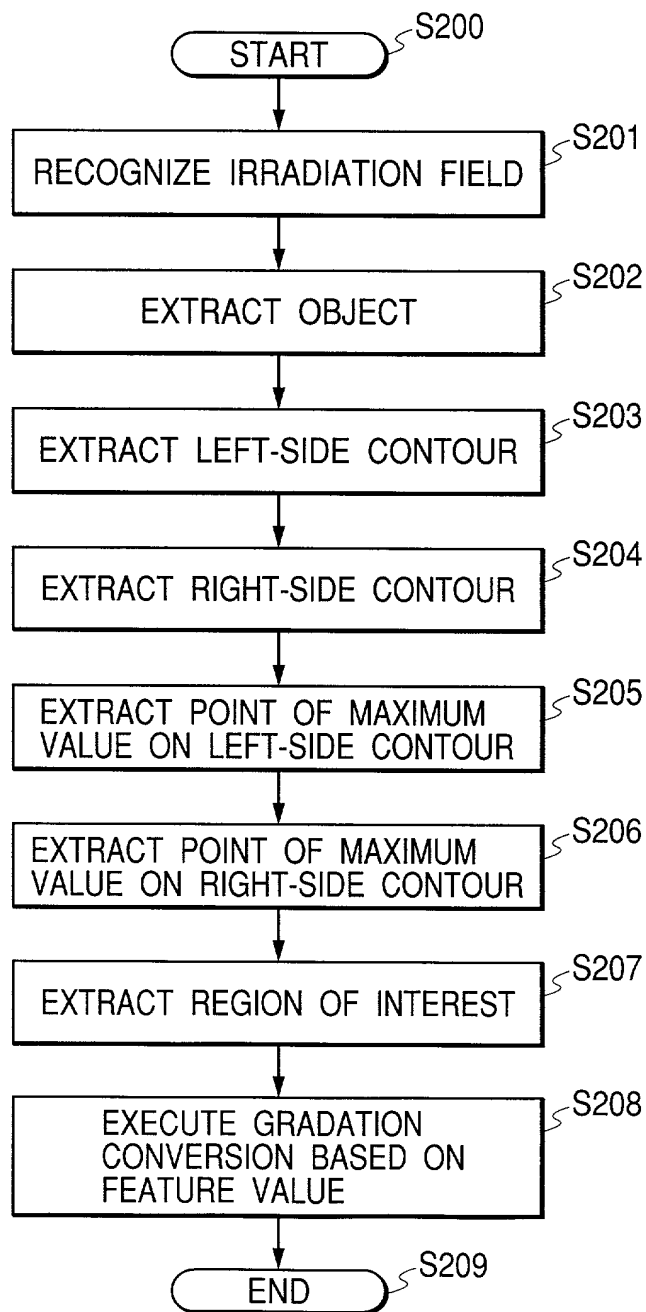 S200
START
S201
RECOGNIZE IRRADIATION FIELD
S202
EXTRACT OBJECT
S203
EXTRACT LEFT-SIDE CONTOUR
S204
EXTRACT RIGHT-SIDE CONTOUR
S205
EXTRACT POINT OF MAXIMUM
VALUE ON LEFT-SIDE CONTOUR
S206
EXTRACT POINT OF MAXIMUM
VALUE ON RIGHT-SIDE CONTOUR
S207
EXTRACT REGION OF INTEREST
S208
EXECUTE GRADATION
CONVERSION BASED ON
FEATURE VALUE
S209
END